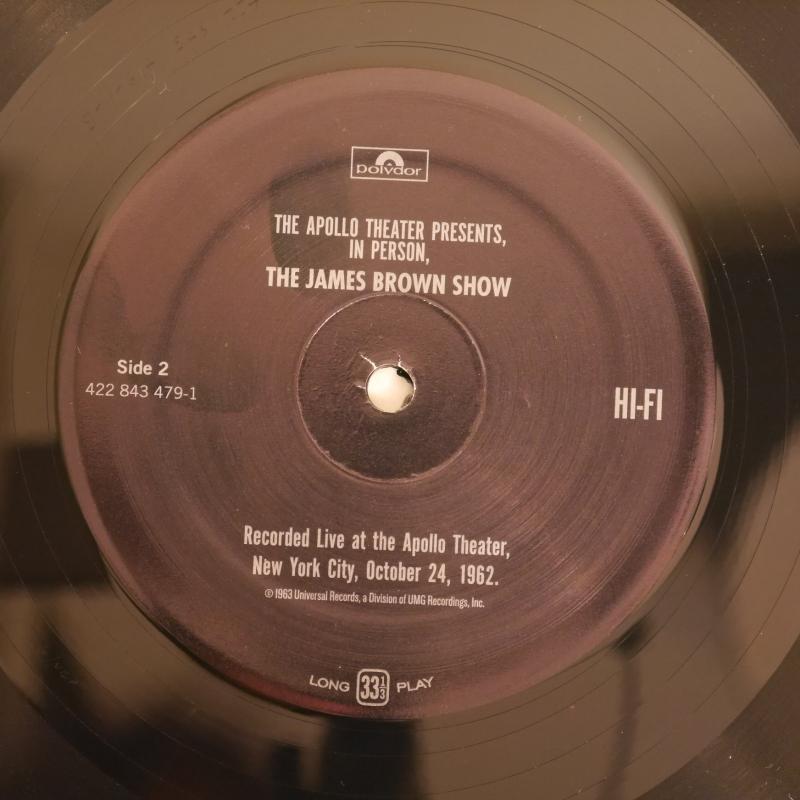 polydor
THE APOLLO THEATER PRESENTS,
IN PERSON,
THE JAMES BROWN SHOW
Side 2
422 843 479-1
HI-FI
Recorded Live at the Apollo Theater,
New York City, October 24, 1962.
© 1963 Universal Records, a Division of UMG Recordings, Inc.
LONG 33 1/3 PLAY